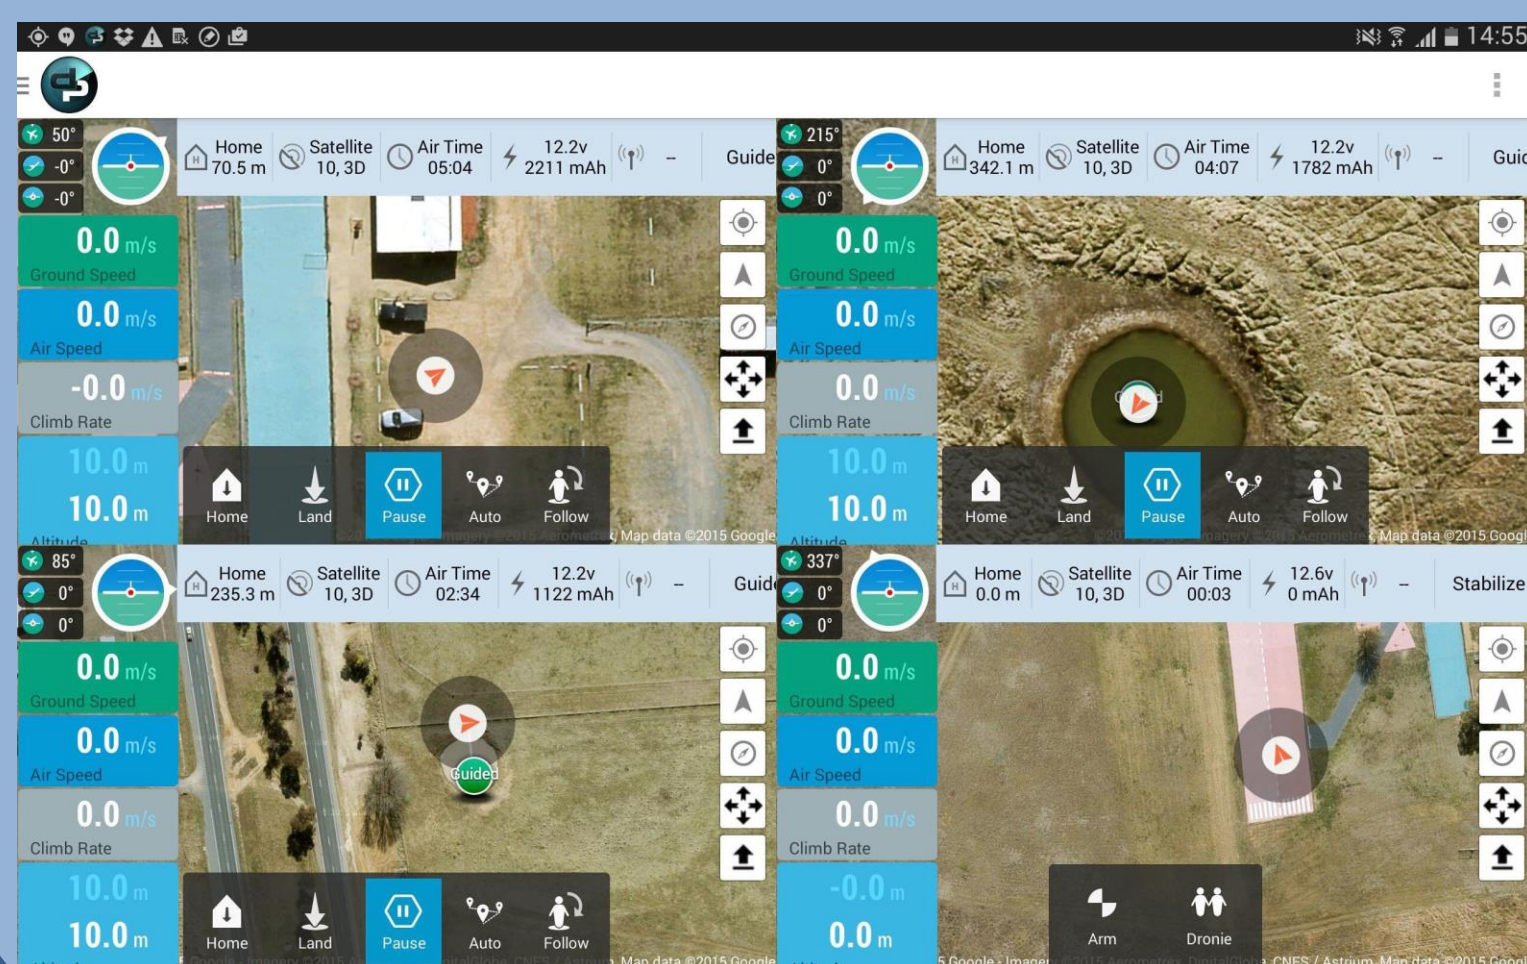 14:55
50°
-0°
-0°
Home
70.5 m
Satellite
10, 3D
Air Time
05:04
12.2v
2211 mAh
--
Guide
0.0 m/s
Ground Speed
0.0 m/s
Air Speed
-0.0 m/s
Climb Rate
10.0 m
10.0 m
Altitude
Home
Land
Pause
Auto
Follow
Map data ©2015 Google
215°
0°
0°
Home
342.1 m
Satellite
10, 3D
Air Time
04:07
12.2v
1782 mAh
--
Guid
0.0 m/s
Ground Speed
0.0 m/s
Air Speed
0.0 m/s
Climb Rate
10.0 m
10.0 m
Altitude
Home
Land
Pause
Auto
Follow
Map data ©2015 Googl
85°
0°
0°
Home
235.3 m
Satellite
10, 3D
Air Time
02:34
12.2v
1122 mAh
--
Guid
0.0 m/s
Ground Speed
0.0 m/s
Air Speed
0.0 m/s
Climb Rate
10.0 m
10.0 m
Guided
Home
Land
Pause
Auto
Follow
Map data ©2015 Google
337°
0°
0°
Home
0.0 m
Satellite
10, 3D
Air Time
00:03
12.6v
0 mAh
--
Stabilize
0.0 m/s
Ground Speed
0.0 m/s
Air Speed
0.0 m/s
Climb Rate
-0.0 m
0.0 m
Arm
Dronie
CNES / Astrium, Map data ©2015 Googl